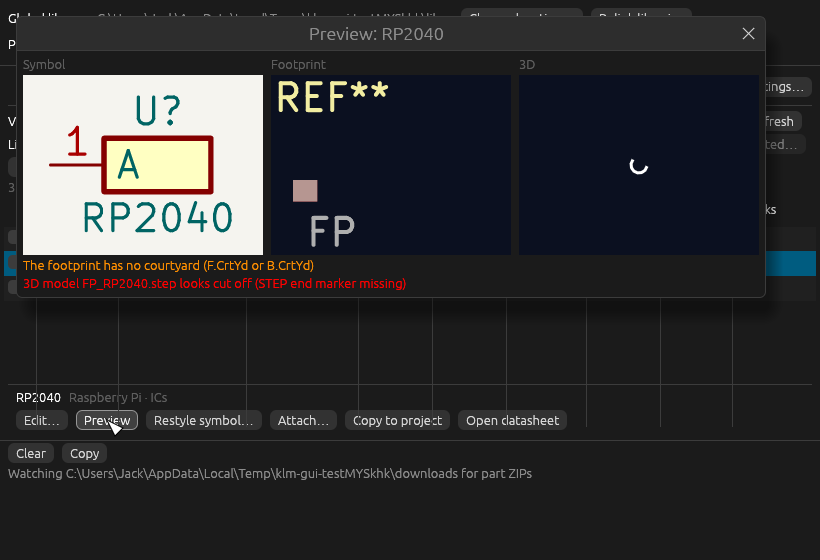 Preview: RP2040
Symbol
Footprint
3D
U?
1
A
RP2040
REF**
FP
The footprint has no courtyard (F.CrtYd or B.CrtYd)
3D model FP_RP2040.step looks cut off (STEP end marker missing)
RP2040 Raspberry Pi · ICs
Edit… Preview Restyle symbol… Attach… Copy to project Open datasheet
Clear Copy
Watching C:\Users\Jack\AppData\Local\Temp\klm-gui-testMYSkhk\downloads for part ZIPs